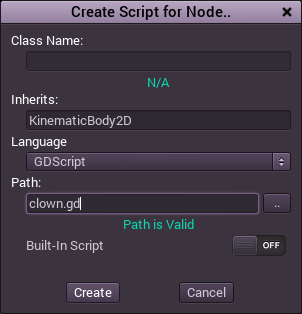 Create Script for Node..
Class Name:
N/A
Inherits:
KinematicBody2D
Language
GDScript
Path:
clown.gd
..
Path is Valid
Built-In Script
OFF
Create
Cancel